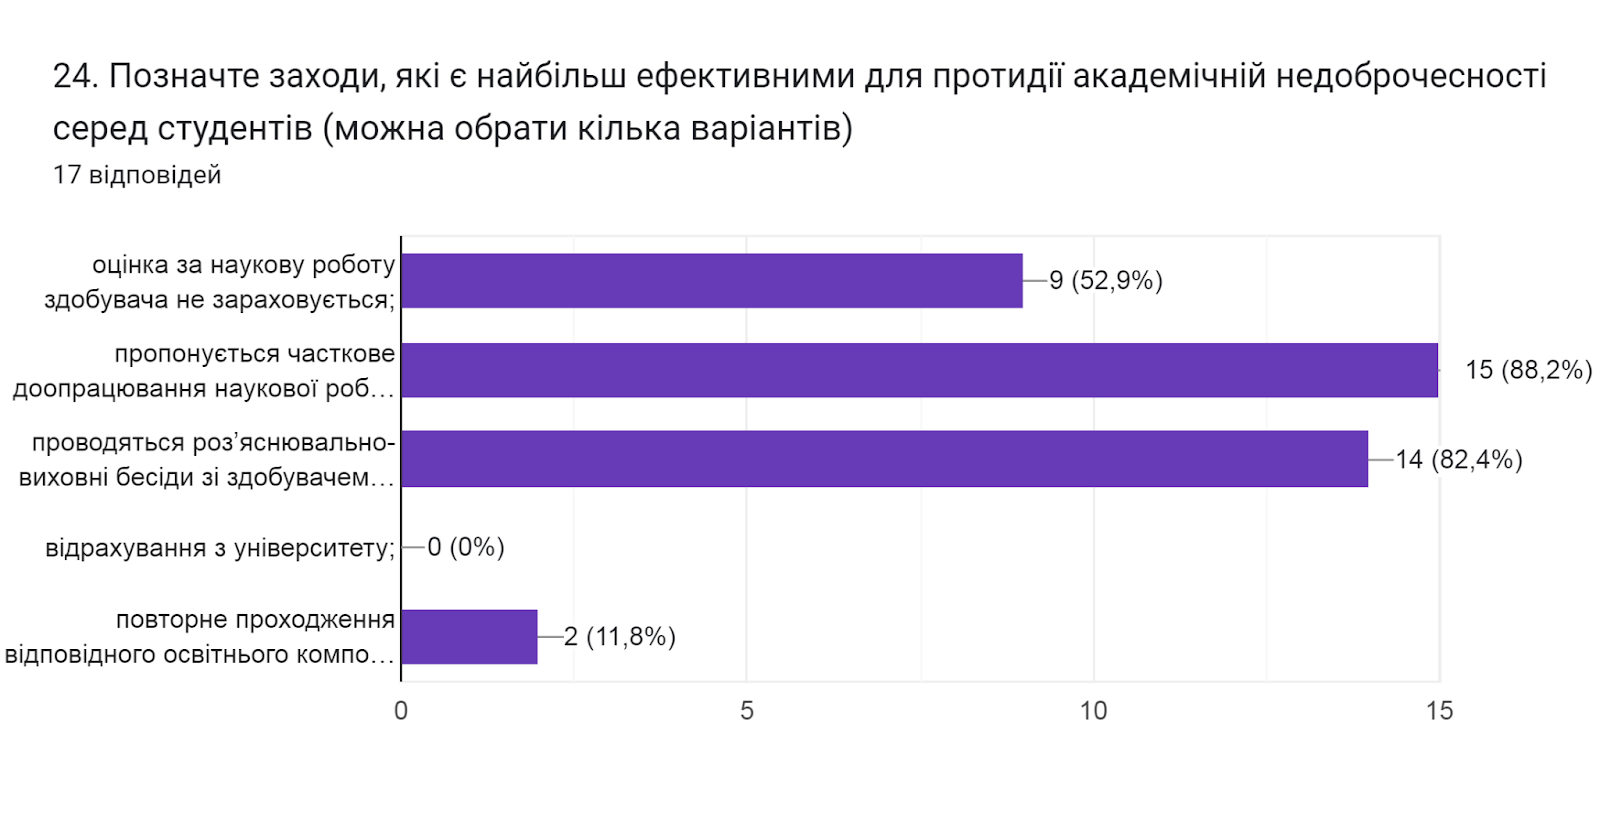 24. Позначте заходи, які є найбільш ефективними для протидії академічній недоброчесності
серед студентів (можна обрати кілька варіантів)
17 відповідей
оцінка за наукову роботу
здобувача не зараховується;
9 (52,9%)
пропонується часткове
доопрацювання наукової роб…
15 (88,2%)
проводяться роз’яснювально-
виховні бесіди зі здобувачем…
14 (82,4%)
відрахування з університету;
0 (0%)
повторне проходження
відповідного освітнього компо…
2 (11,8%)
0 5 10 15